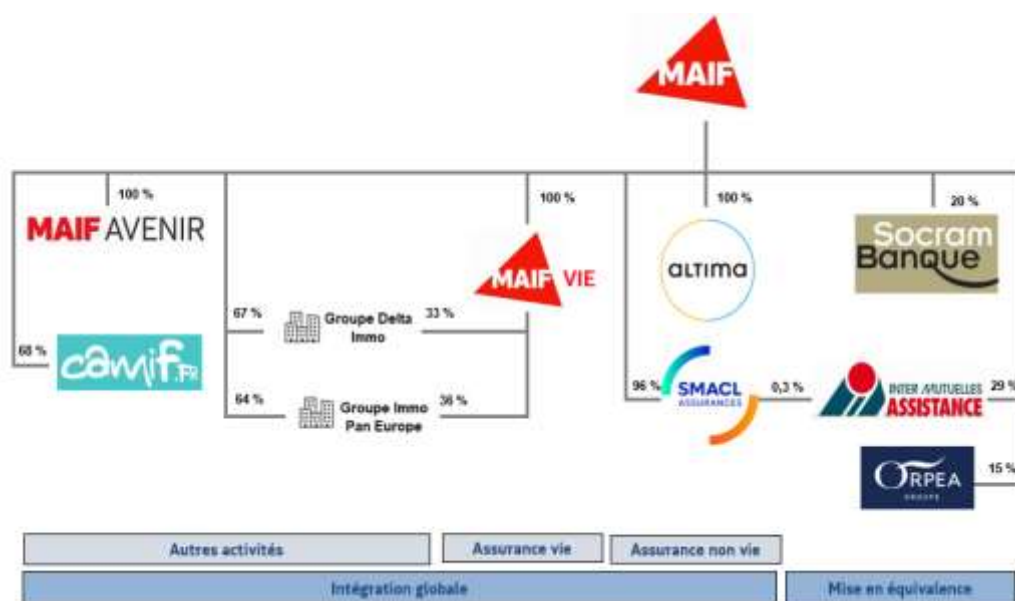 MAIF
100 %
100 %
100 %
20 %
MAIF AVENIR
MAIF VIE
ALTIMA
Socram
Banque
67 %
Groupe Delta
Immo
33 %
68 %
camif.FR
96 %
SMACL
ASSURANCES
0,3 %
INTER MUTUELLES
ASSISTANCE
29 %
64 %
Groupe Immo
Pan Europe
36 %
ORPEA
GROUPE
15 %
Autres activités
Assurance vie
Assurance non vie
Intégration globale
Mise en équivalence